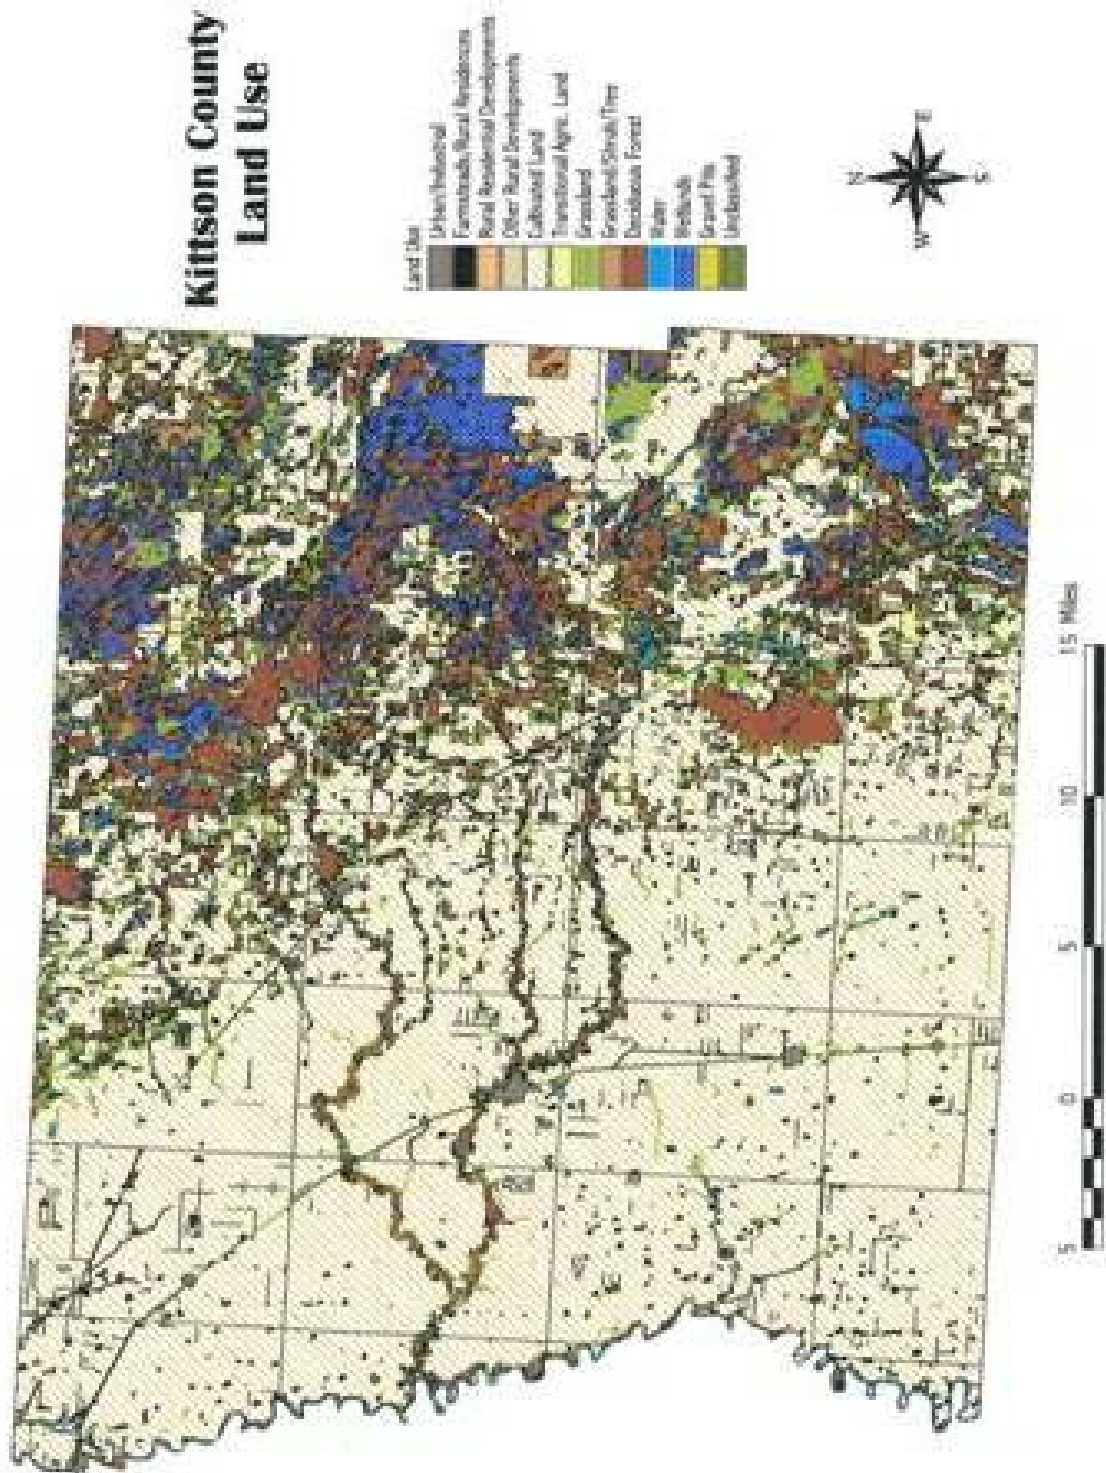 Kittson County
Land Use
Land Use
Urban/Industrial
Farmsteads/Rural Residences
Rural Residential Developments
Other Rural Developments
Cultivated Land
Transitional Agric. Land
Grassland
Grassland/Shrub/Tree
Deciduous Forest
Water
Wetlands
Gravel Pits
Unclassified
N
W E
S
5 0 5 10 15 Miles